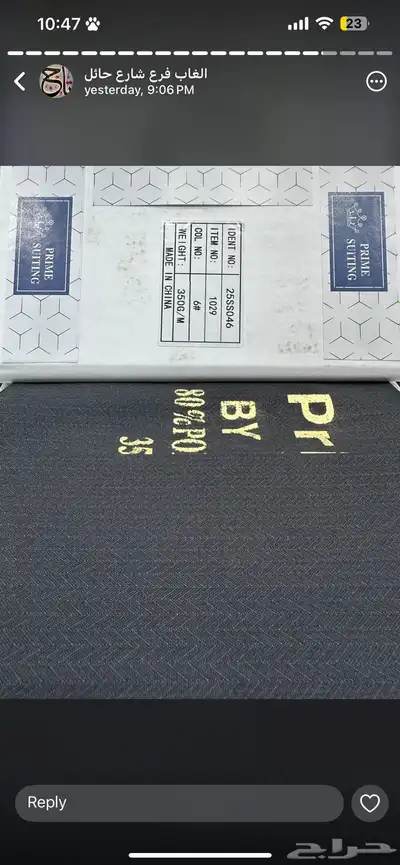 10:47
23
الغاب فرع شارع حائل
yesterday, 9:06 PM
PRIME
SUITING
IDENT NO: 25SS046
ITEM NO: 1029
COL NO: 6#
WEIGHT: 350G/M
MADE IN CHINA
PRIME
SUITING
Pr
BY
80%PO
35
Reply
حراج